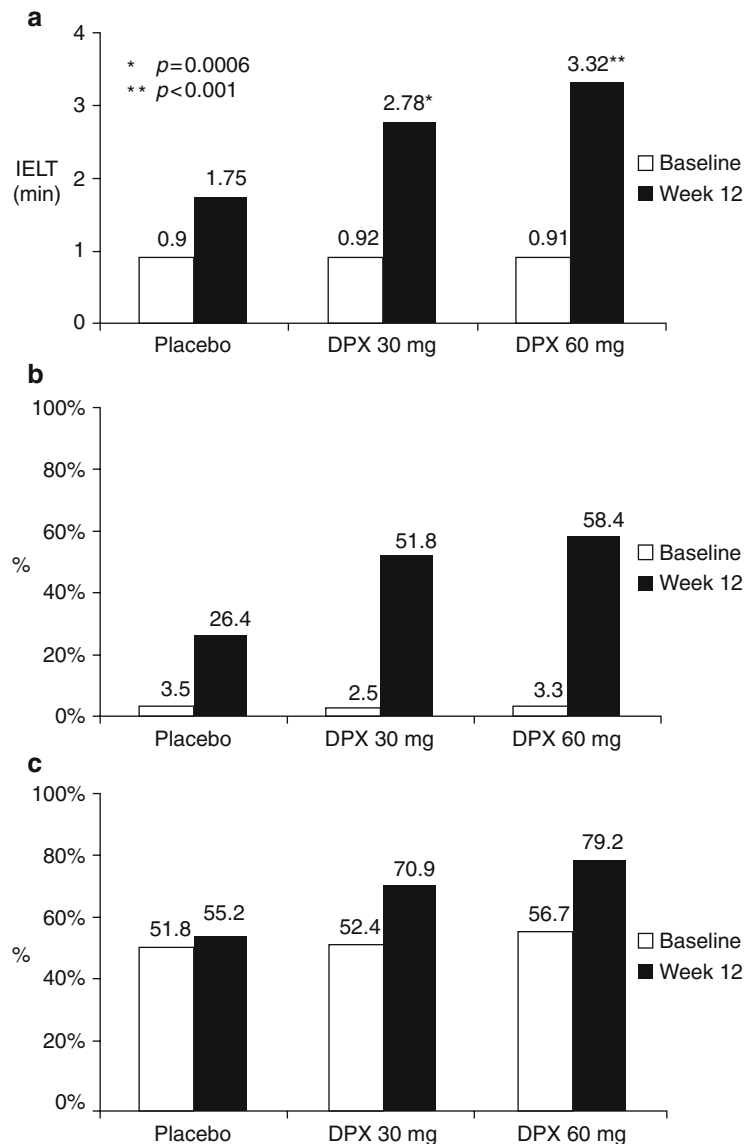 a
4
* p=0.0006
** p<0.001
3.32**
3
2.78*
IELT
(min)
Baseline
Week 12
2
1.75
1
0.9
0.92
0.91
0
Placebo
DPX 30 mg
DPX 60 mg
b
100%
80%
60%
58.4
51.8
%
Baseline
Week 12
40%
26.4
20%
3.5
2.5
3.3
0%
Placebo
DPX 30 mg
DPX 60 mg
c
100%
80%
79.2
70.9
60%
51.8
55.2
52.4
56.7
%
Baseline
Week 12
40%
20%
0%
Placebo
DPX 30 mg
DPX 60 mg